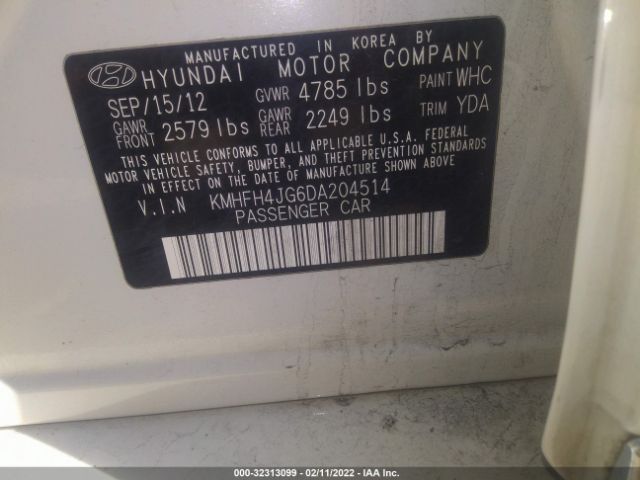 MANUFACTURED IN KOREA BY
HYUNDAI MOTOR COMPANY
SEP/15/12 GVWR 4785 lbs PAINT WHC
GAWR FRONT 2579 lbs GAWR REAR 2249 lbs TRIM YDA
THIS VEHICLE CONFORMS TO ALL APPLICABLE U.S.A. FEDERAL
MOTOR VEHICLE SAFETY, BUMPER, AND THEFT PREVENTION STANDARDS
IN EFFECT ON THE DATE OF MANUFACTURE SHOWN ABOVE.
V.I.N KMHFH4JG6DA204514
PASSENGER CAR
000-32313099 - 02/11/2022 - IAA Inc.